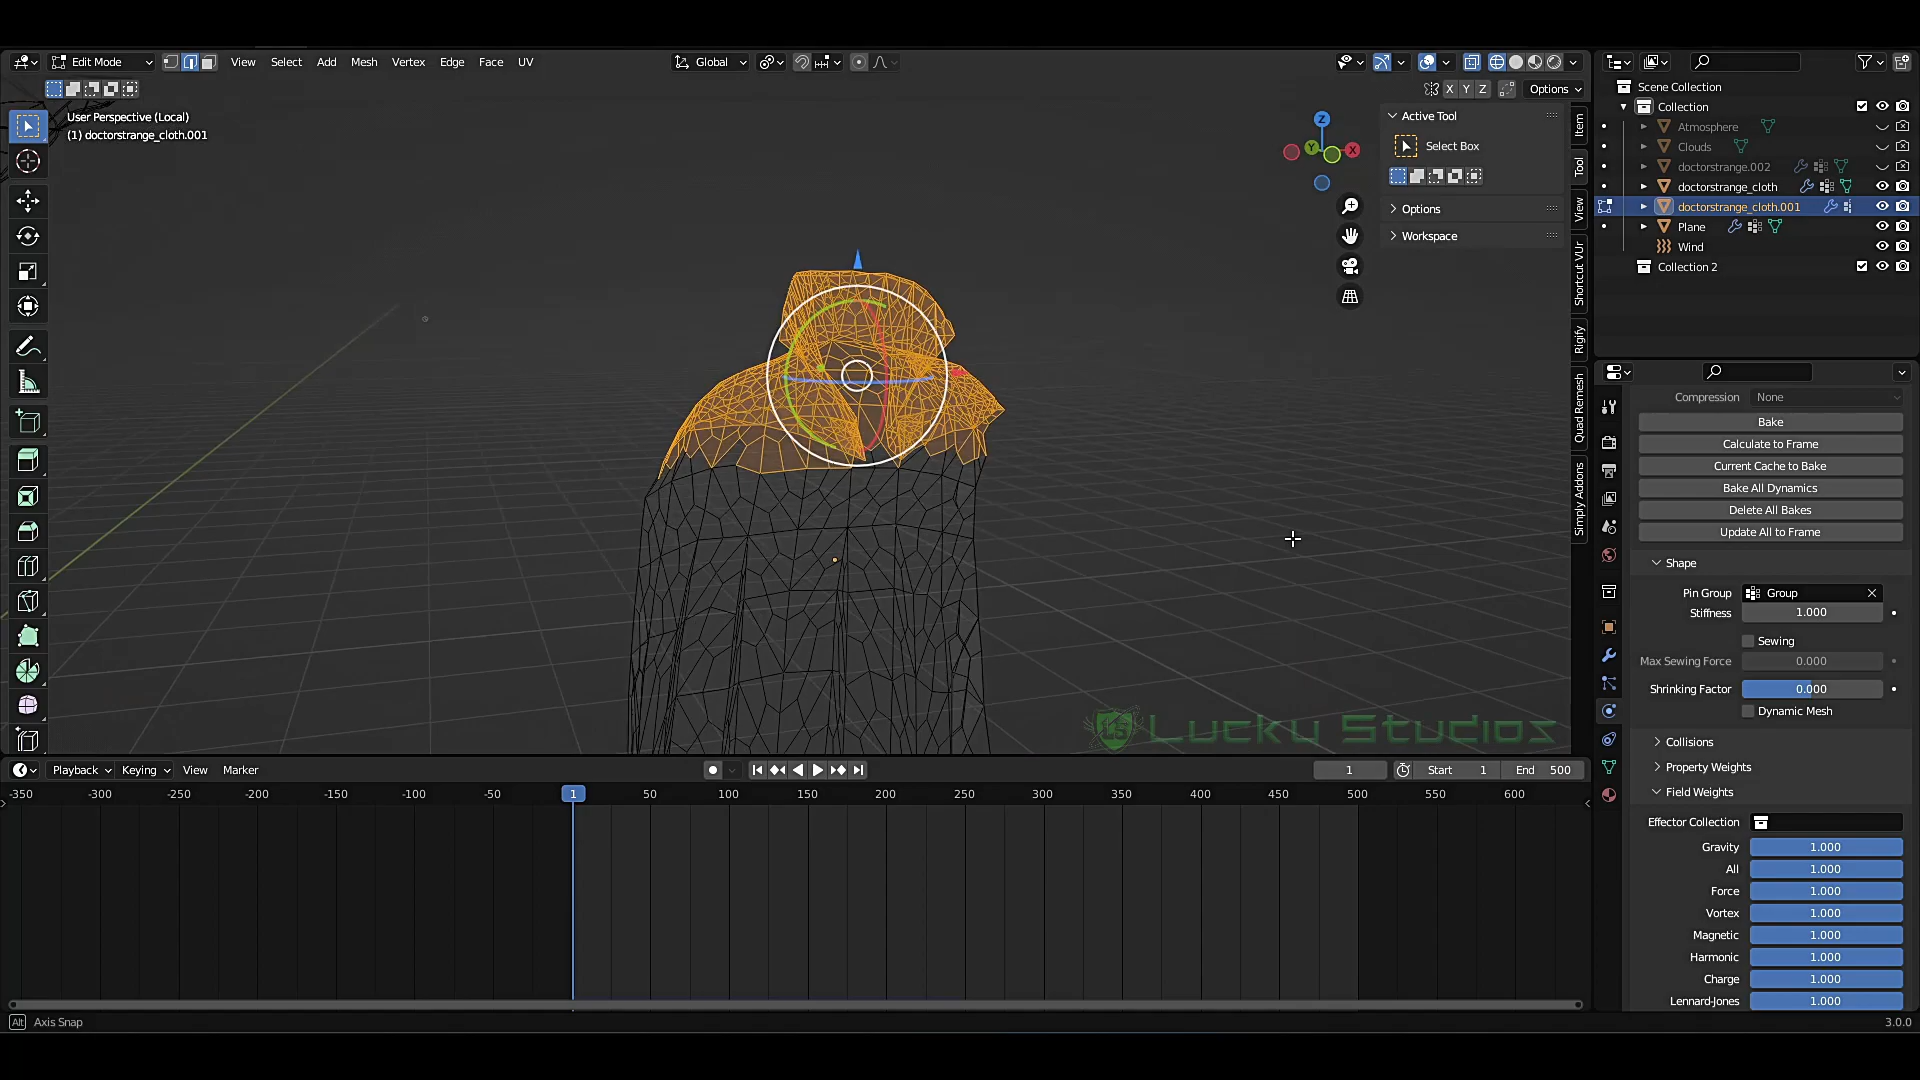 Edit Mode
View
Select
Add
Mesh
Vertex
Edge
Face
UV
Global
X Y Z
Options
User Perspective (Local)
(1) doctorstrange_cloth.001
Z
Y
X
Active Tool
Select Box
Options
Workspace
Item
Tool
View
Shortcut VUr
Rigify
Quad Remesh
Simply Addons
Scene Collection
Collection
Atmosphere
Clouds
doctorstrange.002
doctorstrange_cloth
doctorstrange_cloth.001
Plane
Wind
Collection 2
Compression None
Bake
Calculate to Frame
Current Cache to Bake
Bake All Dynamics
Delete All Bakes
Update All to Frame
Shape
Pin Group Group
Stiffness 1.000
Sewing
Max Sewing Force 0.000
Shrinking Factor 0.000
Dynamic Mesh
Collisions
Property Weights
Field Weights
Effector Collection
Gravity 1.000
All 1.000
Force 1.000
Vortex 1.000
Magnetic 1.000
Harmonic 1.000
Charge 1.000
Lennard-Jones 1.000
Lucky Studios
Playback
Keying
View
Marker
1
Start 1
End 500
-350 -300 -250 -200 -150 -100 -50 1 50 100 150 200 250 300 350 400 450 500 550 600
Alt Axis Snap
3.0.0